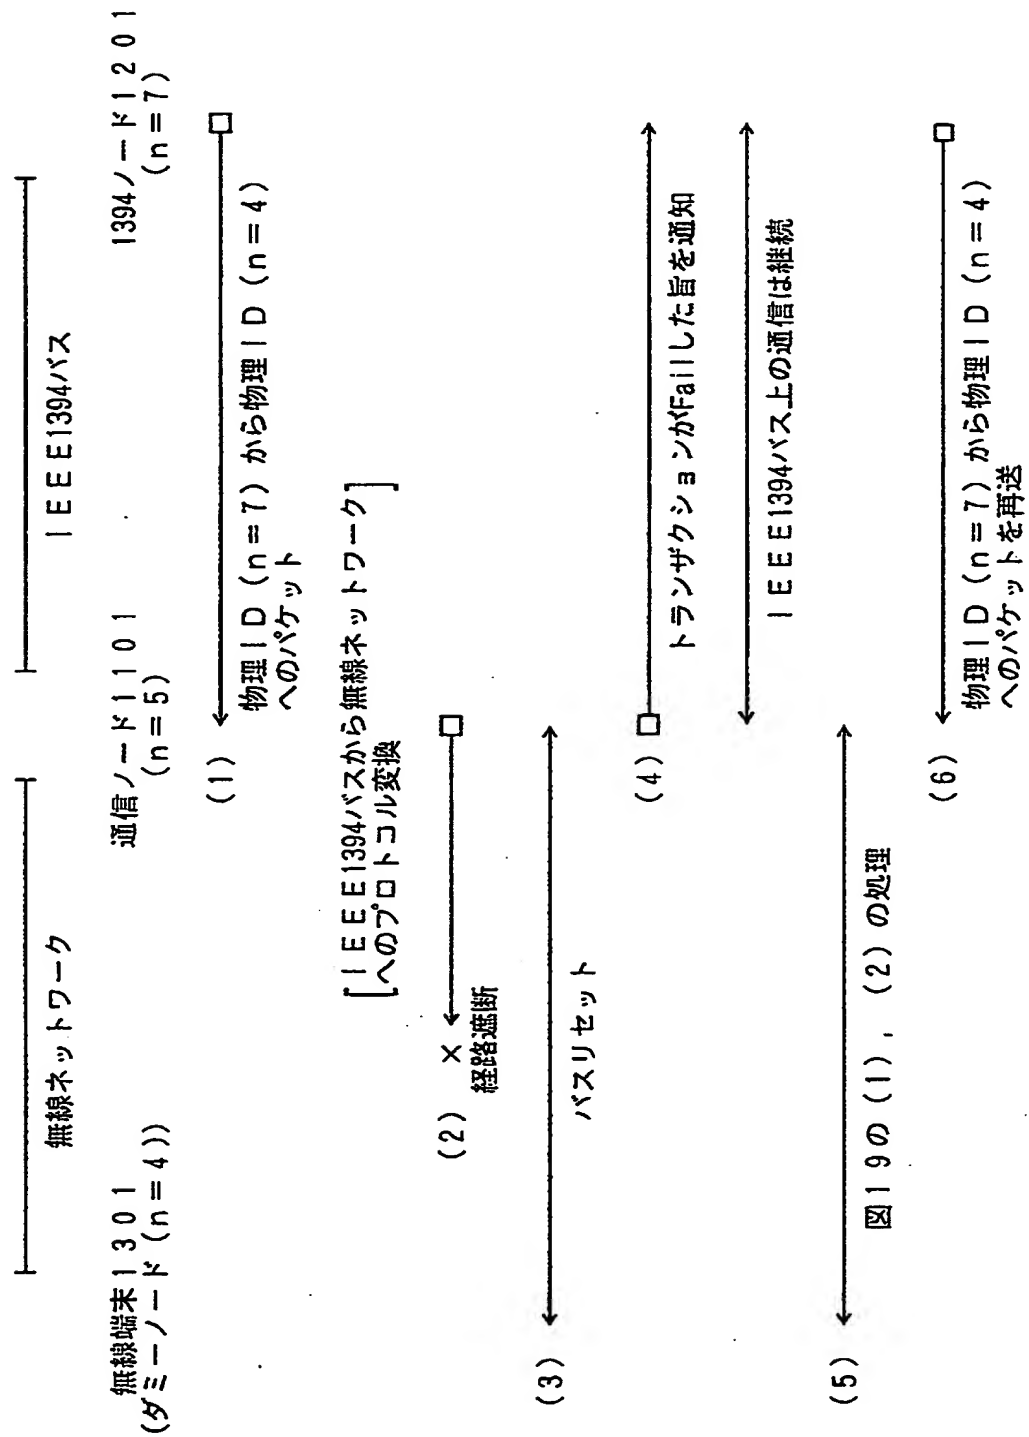 無線ネットワーク
IEEE1394バス
無線端末1301
(ダミーノード(n=4))
通信ノード1101
(n=5)
1394ノード1201
(n=7)
(1)
物理ID(n=7)から物理ID(n=4)
へのパケット
[IEEE1394バスから無線ネットワーク
へのプロトコル変換]
(2)
×
経路遮断
(3)
バスリセット
(4)
トランザクションがFailした旨を通知
IEEE1394バス上の通信は継続
(5)
図19の(1),(2)の処理
(6)
物理ID(n=7)から物理ID(n=4)
へのパケットを再送